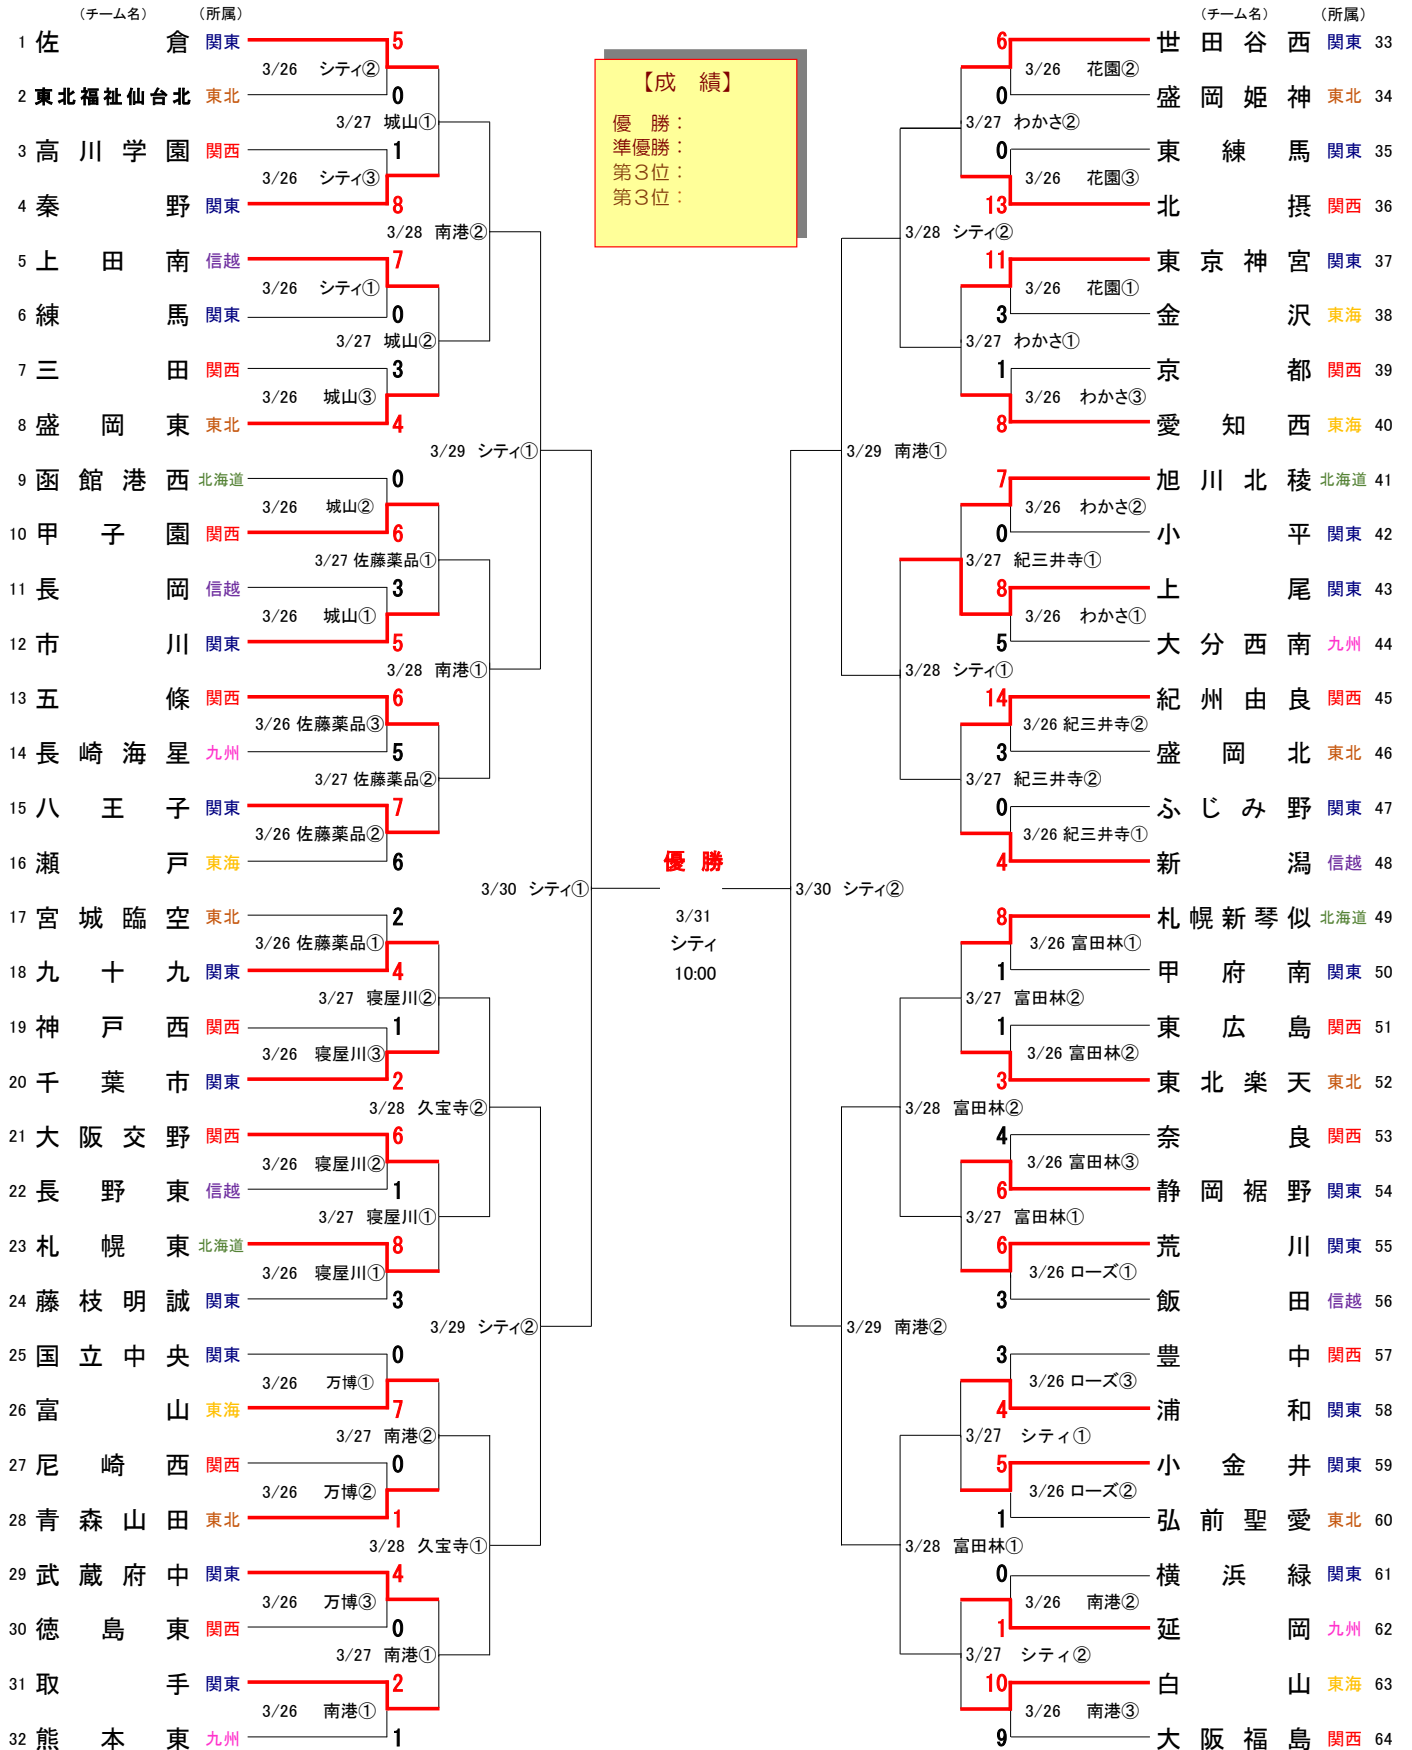 (チーム名) (所属)
1 佐倉 関東 5
3/26 シティ②
2 東北福祉仙台北 東北 0
3/27 城山①
3 高川学園 関西 1
3/26 シティ③
4 秦野 関東 8
3/28 南港②
5 上田南 信越 7
3/26 シティ①
6 練馬 関東 0
3/27 城山②
7 三田 関西 3
3/26 城山③
8 盛岡東 東北 4
3/29 シティ①
9 函館港西 北海道 0
3/26 城山②
10 甲子園 関西 6
3/27 佐藤薬品①
11 長岡 信越 3
3/26 城山①
12 市川 関東 5
3/28 南港①
13 五條 関西 6
3/26 佐藤薬品③
14 長崎海星 九州 5
3/27 佐藤薬品②
15 八王子 関東 7
3/26 佐藤薬品②
16 瀬戸 東海 6
3/30 シティ①
17 宮城臨空 東北 2
3/26 佐藤薬品①
18 九十九 関東 4
3/27 寝屋川②
19 神戸西 関西 1
3/26 寝屋川③
20 千葉市 関東 2
3/28 久宝寺②
21 大阪交野 関西 6
3/26 寝屋川②
22 長野東 信越 1
3/27 寝屋川①
23 札幌東 北海道 8
3/26 寝屋川①
24 藤枝明誠 関東 3
3/29 シティ②
25 国立中央 関東 0
3/26 万博①
26 富山 東海 7
3/27 南港②
27 尼崎西 関西 0
3/26 万博②
28 青森山田 東北 1
3/28 久宝寺①
29 武蔵府中 関東 4
3/26 万博③
30 徳島東 関西 0
3/27 南港①
31 取手 関東 2
3/26 南港①
32 熊本東 九州 1
【成 績】
優 勝：
準優勝：
第３位：
第３位：
優 勝
3/31
シティ
10:00
(チーム名) (所属)
6 世田谷西 関東 33
3/26 花園②
0 盛岡姫神 東北 34
3/27 わかさ②
0 東練馬 関東 35
3/26 花園③
13 北摂 関西 36
3/28 シティ②
11 東京神宮 関東 37
3/26 花園①
3 金沢 東海 38
3/27 わかさ①
1 京都 関西 39
3/26 わかさ③
8 愛知西 東海 40
3/29 南港①
7 旭川北稜 北海道 41
3/26 わかさ②
0 小平 関東 42
3/27 紀三井寺①
8 上尾 関東 43
3/26 わかさ①
5 大分西南 九州 44
3/28 シティ①
14 紀州由良 関西 45
3/26 紀三井寺②
3 盛岡北 東北 46
3/27 紀三井寺②
0 ふじみ野 関東 47
3/26 紀三井寺①
4 新潟 信越 48
3/30 シティ②
8 札幌新琴似 北海道 49
3/26 富田林①
1 甲府南 関東 50
3/27 富田林②
1 東広島 関西 51
3/26 富田林②
3 東北楽天 東北 52
3/28 富田林②
4 奈良 関西 53
3/26 富田林③
6 静岡裾野 関東 54
3/27 富田林①
6 荒川 関東 55
3/26 ローズ①
3 飯田 信越 56
3/29 南港②
3 豊中 関西 57
3/26 ローズ③
4 浦和 関東 58
3/27 シティ①
5 小金井 関東 59
3/26 ローズ②
1 弘前聖愛 東北 60
3/28 富田林①
0 横浜緑 関東 61
3/26 南港②
1 延岡 九州 62
3/27 シティ②
10 白山 東海 63
3/26 南港③
9 大阪福島 関西 64